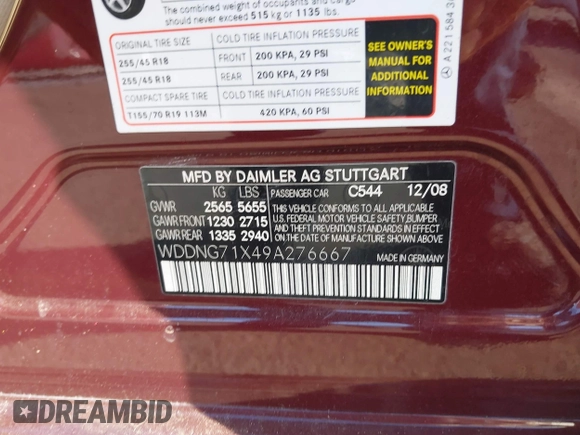 The combined weight of occupants and cargo
should never exceed 515 kg or 1135 lbs.
ORIGINAL TIRE SIZE
COLD TIRE INFLATION PRESSURE
255/45 R18
FRONT
200 KPA, 29 PSI
255/45 R18
REAR
200 KPA, 29 PSI
COMPACT SPARE TIRE
COLD TIRE INFLATION PRESSURE
T155/70 R19 113M
420 KPA, 60 PSI
SEE OWNER'S
MANUAL FOR
ADDITIONAL
INFORMATION
A 221 584 3
MFD BY DAIMLER AG STUTTGART
KG LBS
PASSENGER CAR
C544
12/08
GVWR 2565 5655
GAWR FRONT 1230 2715
GAWR REAR 1335 2940
THIS VEHICLE CONFORMS TO ALL APPLICABLE
U.S. FEDERAL MOTOR VEHICLE SAFETY, BUMPER
AND THEFT PREVENTION STANDARDS IN EFFECT
ON THE DATE OF MANUFACTURE SHOWN ABOVE.
WDDNG71X49A276667
MADE IN GERMANY
DREAMBID